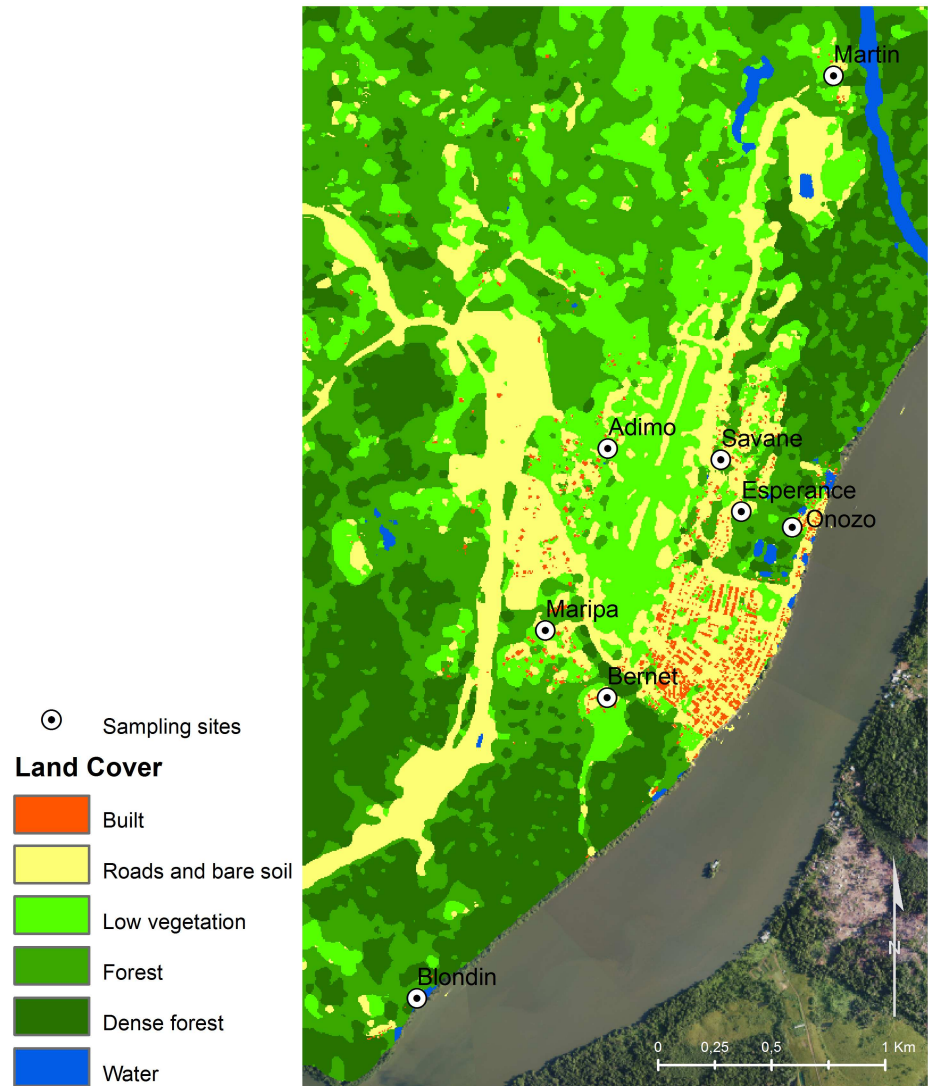 Martin
Adimo
Savane
Esperance
Onozo
Maripa
Bernet
Blondin
Sampling sites
Land Cover
Built
Roads and bare soil
Low vegetation
Forest
Dense forest
Water
N
0 0,25 0,5 1 Km